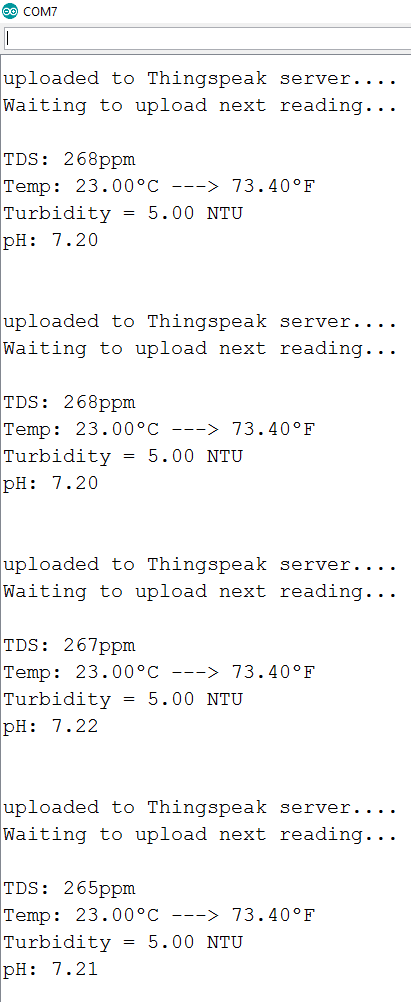 COM7
uploaded to Thingspeak server....
Waiting to upload next reading...
TDS: 268ppm
Temp: 23.00°C ---> 73.40°F
Turbidity = 5.00 NTU
pH: 7.20
uploaded to Thingspeak server....
Waiting to upload next reading...
TDS: 268ppm
Temp: 23.00°C ---> 73.40°F
Turbidity = 5.00 NTU
pH: 7.20
uploaded to Thingspeak server....
Waiting to upload next reading...
TDS: 267ppm
Temp: 23.00°C ---> 73.40°F
Turbidity = 5.00 NTU
pH: 7.22
uploaded to Thingspeak server....
Waiting to upload next reading...
TDS: 265ppm
Temp: 23.00°C ---> 73.40°F
Turbidity = 5.00 NTU
pH: 7.21